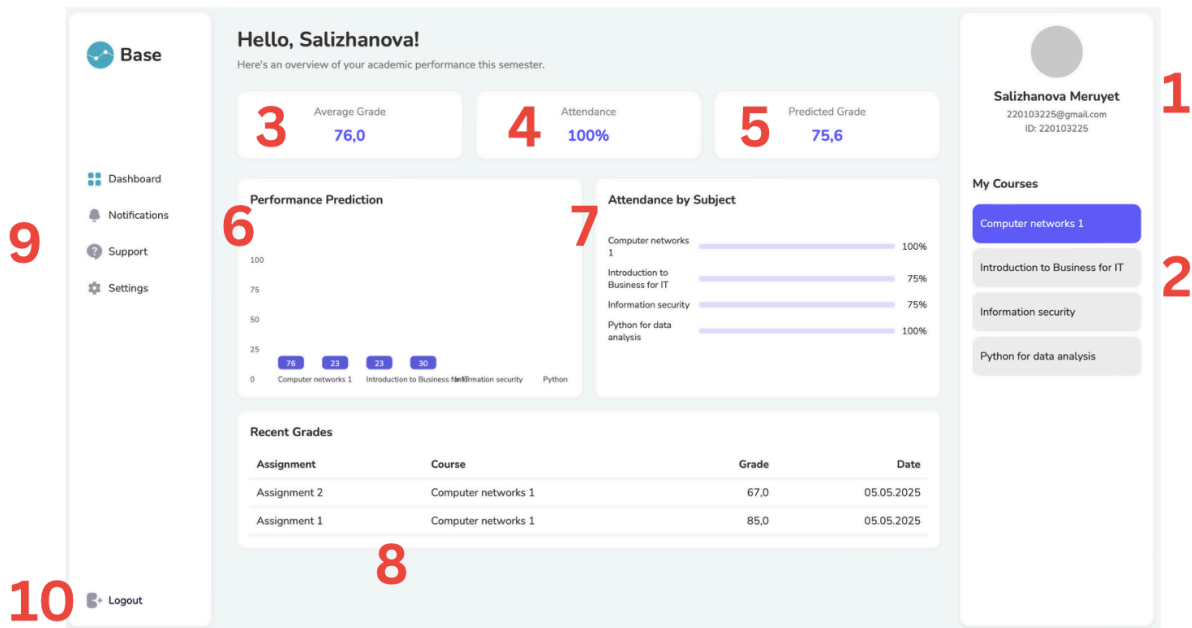 Base
Dashboard
Notifications
9
Support
Settings
10
Logout
Hello, Salizhanova!
Here's an overview of your academic performance this semester.
3
Average Grade
76,0
4
Attendance
100%
5
Predicted Grade
75,6
Performance Prediction
6
100
75
50
25
0
76
23
23
30
Computer networks 1
Introduction to Business for IT
Information security
Python
7
Attendance by Subject
Computer networks
1
100%
Introduction to
Business for IT
75%
Information security
75%
Python for data
analysis
100%
Recent Grades
Assignment Course Grade Date
Assignment 2 Computer networks 1 67,0 05.05.2025
Assignment 1 Computer networks 1 85,0 05.05.2025
8
1
Salizhanova Meruyet
220103225@gmail.com
ID: 220103225
My Courses
Computer networks 1
Introduction to Business for IT
2
Information security
Python for data analysis